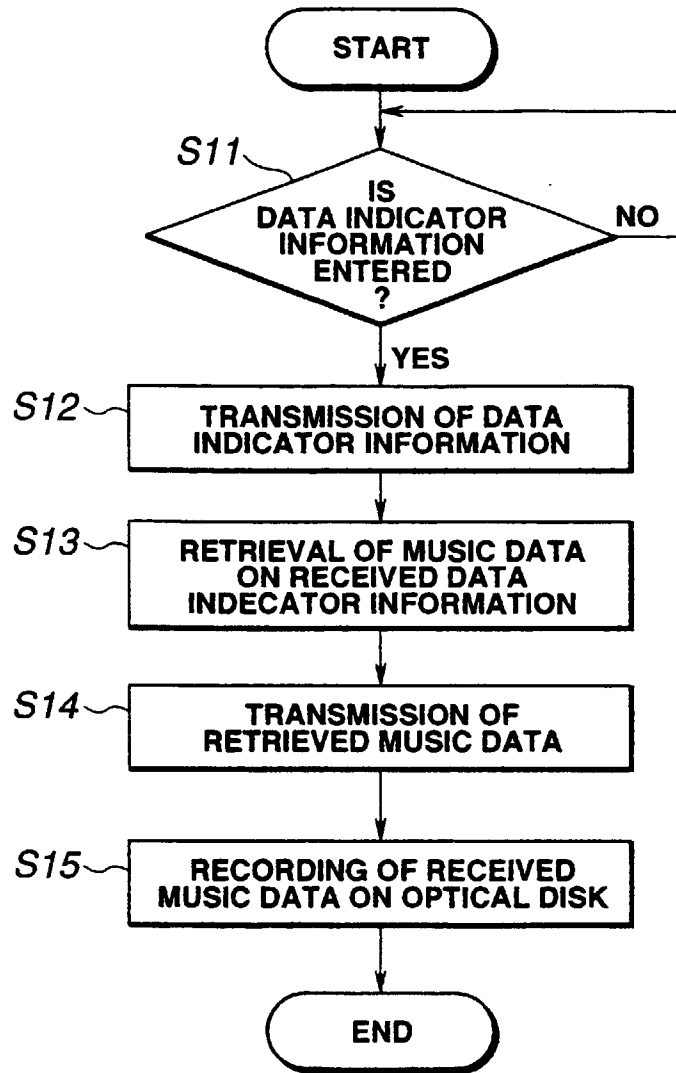 START
S11
IS
DATA INDICATOR
INFORMATION
ENTERED
?
NO
YES
S12
TRANSMISSION OF DATA
INDICATOR INFORMATION
S13
RETRIEVAL OF MUSIC DATA
ON RECEIVED DATA
INDECATOR INFORMATION
S14
TRANSMISSION OF
RETRIEVED MUSIC DATA
S15
RECORDING OF RECEIVED
MUSIC DATA ON OPTICAL DISK
END